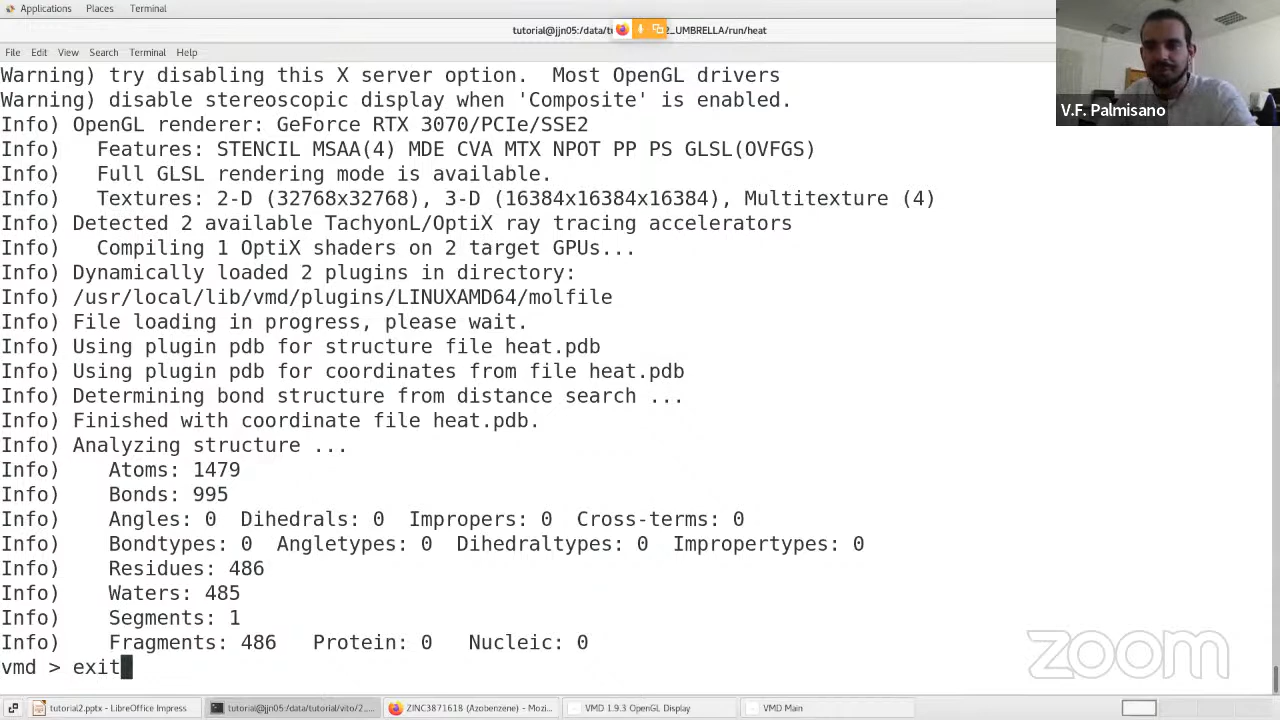 Applications Places Terminal
tutorial@jjn05:/data/tu 2_UMBRELLA/run/heat
File Edit View Search Terminal Help
Warning) try disabling this X server option.  Most OpenGL drivers
Warning) disable stereoscopic display when 'Composite' is enabled.
Info) OpenGL renderer: GeForce RTX 3070/PCIe/SSE2
Info)   Features: STENCIL MSAA(4) MDE CVA MTX NPOT PP PS GLSL(OVFGS)
Info)   Full GLSL rendering mode is available.
Info)   Textures: 2-D (32768x32768), 3-D (16384x16384x16384), Multitexture (4)
Info) Detected 2 available TachyonL/OptiX ray tracing accelerators
Info)   Compiling 1 OptiX shaders on 2 target GPUs...
Info) Dynamically loaded 2 plugins in directory:
Info) /usr/local/lib/vmd/plugins/LINUXAMD64/molfile
Info) File loading in progress, please wait.
Info) Using plugin pdb for structure file heat.pdb
Info) Using plugin pdb for coordinates from file heat.pdb
Info) Determining bond structure from distance search ...
Info) Finished with coordinate file heat.pdb.
Info) Analyzing structure ...
Info)    Atoms: 1479
Info)    Bonds: 995
Info)    Angles: 0  Dihedrals: 0  Impropers: 0  Cross-terms: 0
Info)    Bondtypes: 0  Angletypes: 0  Dihedraltypes: 0  Impropertypes: 0
Info)    Residues: 486
Info)    Waters: 485
Info)    Segments: 1
Info)    Fragments: 486   Protein: 0   Nucleic: 0
vmd > exit
V.F. Palmisano
zoom
tutorial2.pptx - LibreOffice Impress tutorial@jjn05:/data/tutorial/vito/2_... ZINC3871618 (Azobenzene) - Mozi... VMD 1.9.3 OpenGL Display VMD Main